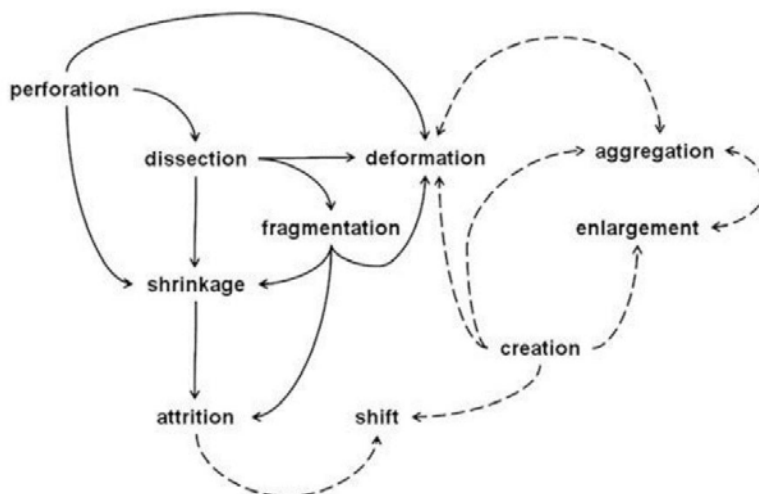 perforation
dissection
deformation
aggregation
fragmentation
enlargement
shrinkage
creation
attrition
shift